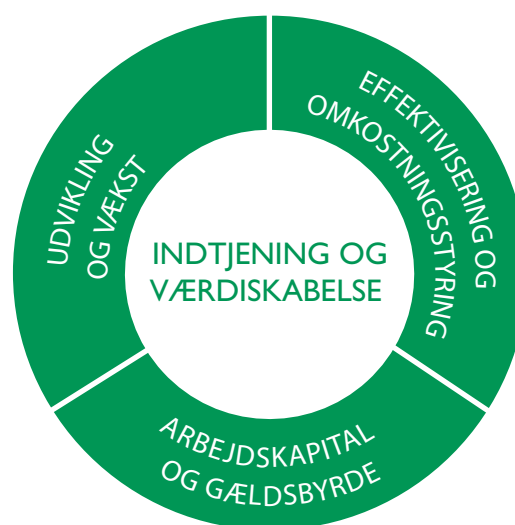 UDVIKLING
OG VÆKST
EFFEKTIVISERING OG
OMKOSTNINGSSTYRING
INDTJENING OG
VÆRDISKABELSE
ARBEJDSKAPITAL
OG GÆLDSBYRDE